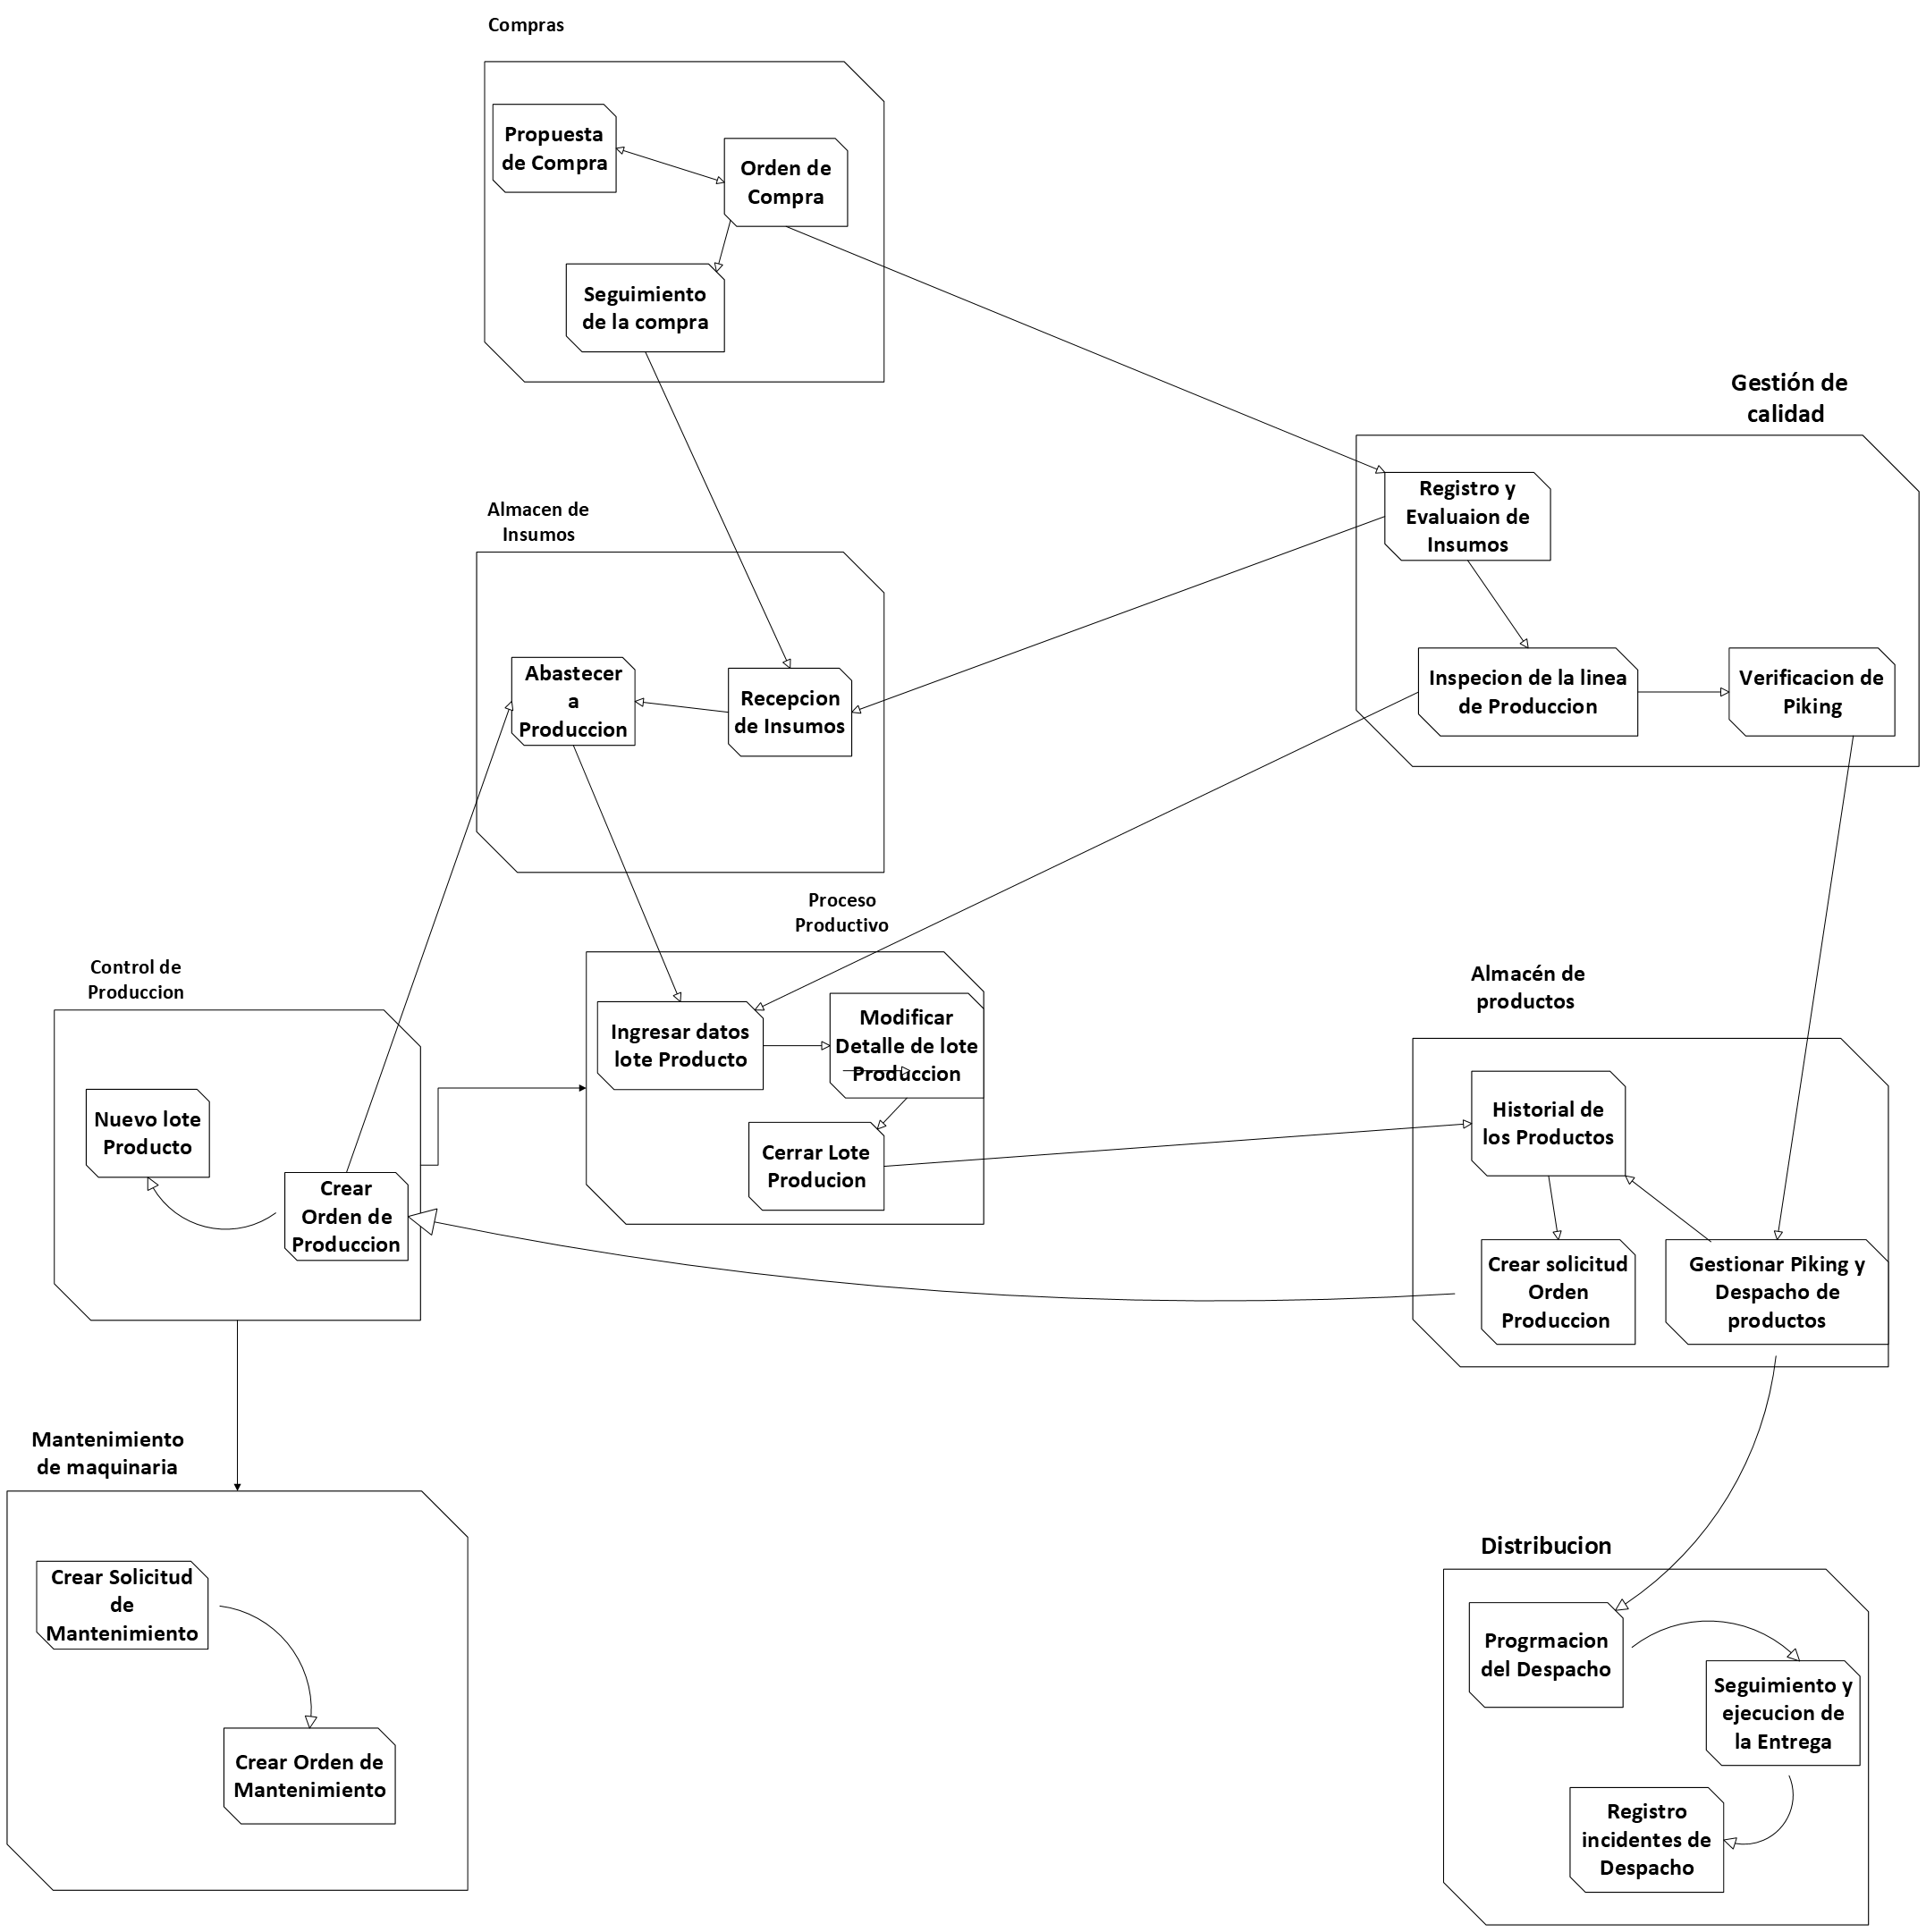 Compras
Propuesta
de Compra
Orden de
Compra
Seguimiento
de la compra
Gestión de
calidad
Registro y
Evaluaion de
Insumos
Inspecion de la linea
de Produccion
Verificacion de
Piking
Almacen de
Insumos
Abastecer
a
Produccion
Recepcion
de Insumos
Proceso
Productivo
Ingresar datos
lote Producto
Modificar
Detalle de lote
Produccion
Cerrar Lote
Producion
Control de
Produccion
Nuevo lote
Producto
Crear
Orden de
Produccion
Almacén de
productos
Historial de
los Productos
Crear solicitud
Orden
Produccion
Gestionar Piking y
Despacho de
productos
Mantenimiento
de maquinaria
Crear Solicitud
de
Mantenimiento
Crear Orden de
Mantenimiento
Distribucion
Progrmacion
del Despacho
Seguimiento y
ejecucion de
la Entrega
Registro
incidentes de
Despacho